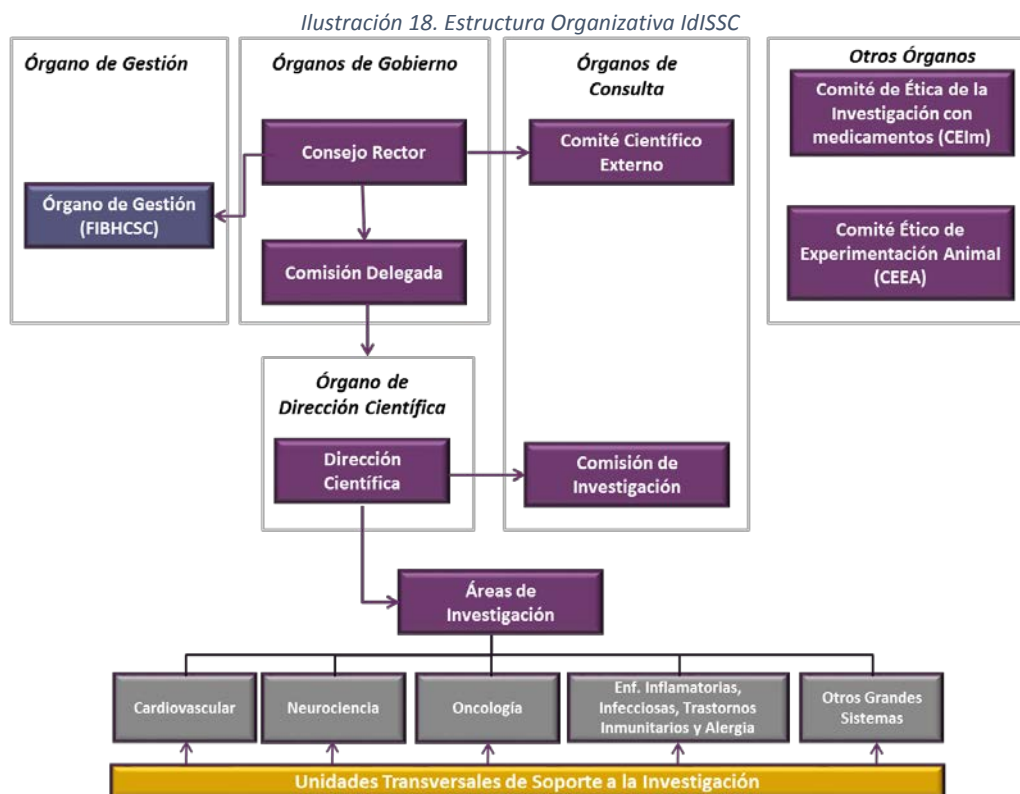 Ilustración 18. Estructura Organizativa IdISSC
Órgano de Gestión
Órgano de Gestión
(FIBHCSC)
Órganos de Gobierno
Consejo Rector
Comisión Delegada
Órganos de
Consulta
Comité Científico
Externo
Otros Órganos
Comité de Ética de la
Investigación con
medicamentos (CEIm)
Comité Ético de
Experimentación Animal
(CEEA)
Órgano de
Dirección Científica
Dirección
Científica
Comisión de
Investigación
Áreas de
Investigación
Cardiovascular
Neurociencia
Oncología
Enf. Inflamatorias,
Infecciosas, Trastornos
Inmunitarios y Alergia
Otros Grandes
Sistemas
Unidades Transversales de Soporte a la Investigación